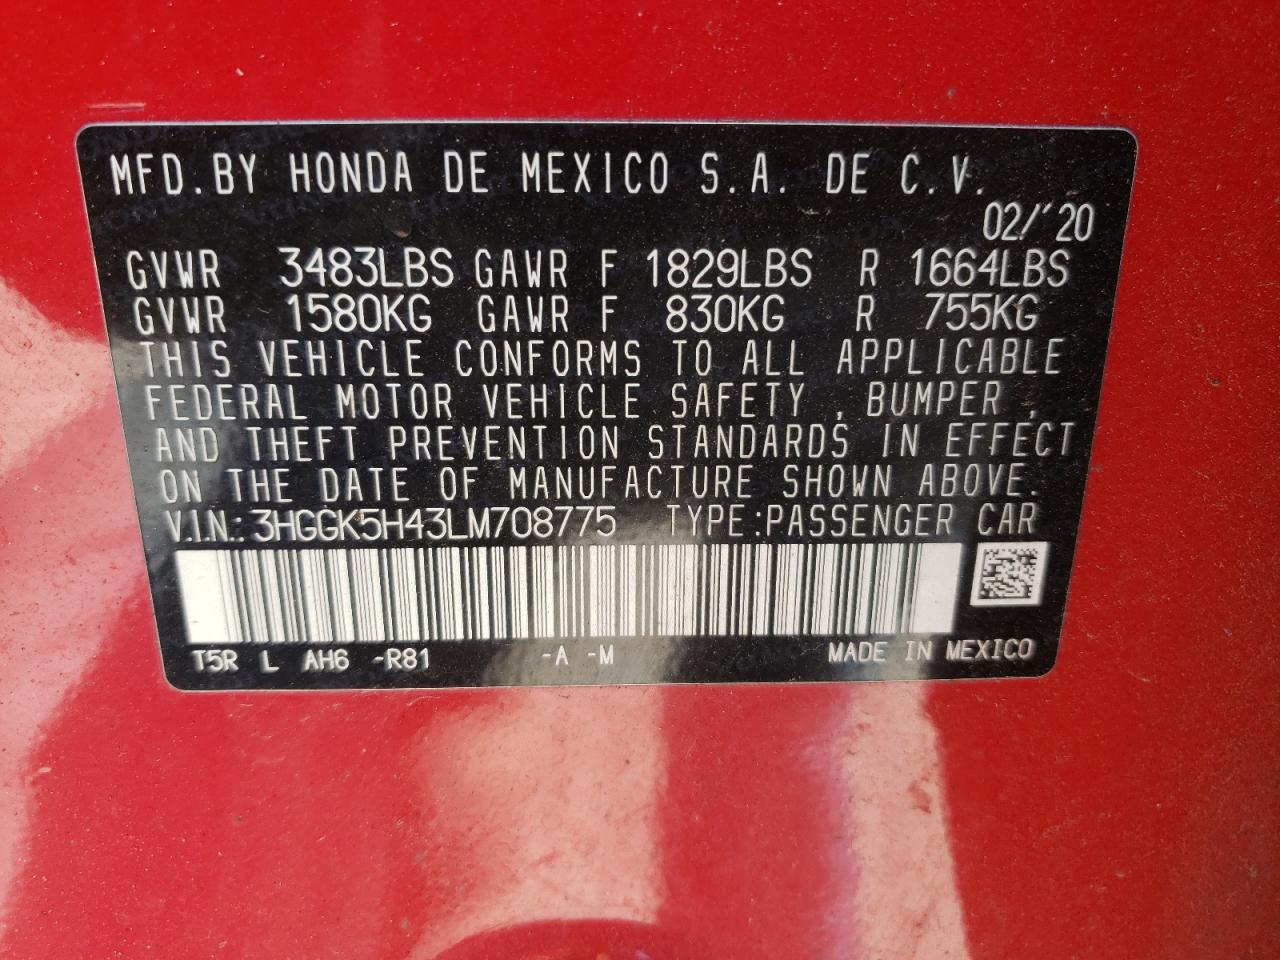 MFD.BY HONDA DE MEXICO S.A. DE C.V.
02/'20
GVWR 3483LBS GAWR F 1829LBS R 1664LBS
GVWR 1580KG GAWR F 830KG R 755KG
THIS VEHICLE CONFORMS TO ALL APPLICABLE
FEDERAL MOTOR VEHICLE SAFETY , BUMPER ,
AND THEFT PREVENTION STANDARDS IN EFFECT
ON THE DATE OF MANUFACTURE SHOWN ABOVE.
V.I.N.: 3HGGK5H43LM708775 TYPE:PASSENGER CAR
T5R L AH6 -R81 -A -M MADE IN MEXICO